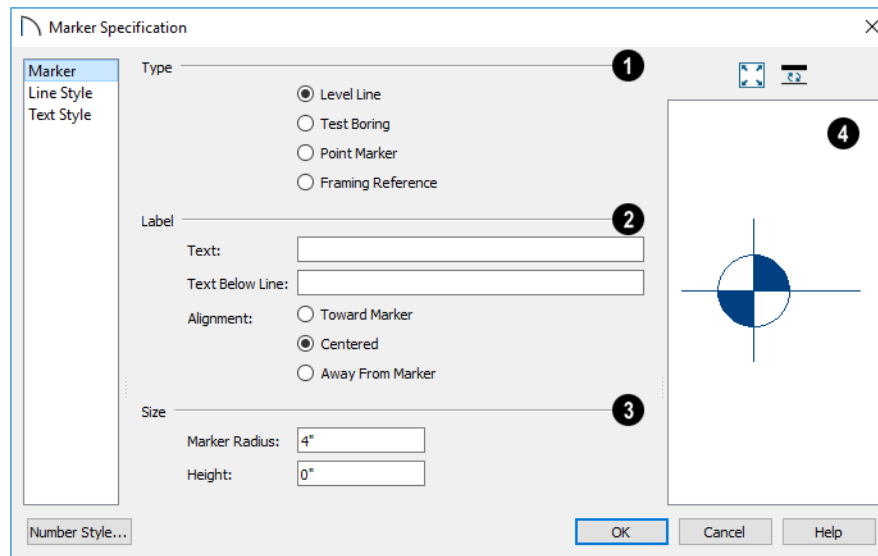 Marker Specification
Marker
Line Style
Text Style
Type 1
Level Line
Test Boring
Point Marker
Framing Reference
Label 2
Text:
Text Below Line:
Alignment: Toward Marker
Centered
Away From Marker
Size 3
Marker Radius: 4"
Height: 0"
4
Number Style... OK Cancel Help